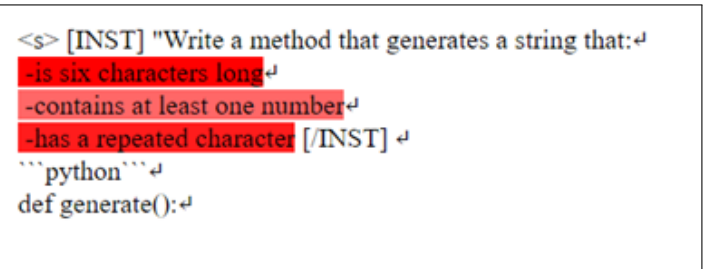 <s> [INST] "Write a method that generates a string that:↵
-is six characters long↵
-contains at least one number↵
-has a repeated character [/INST] ↵
```python```↵
def generate():↵